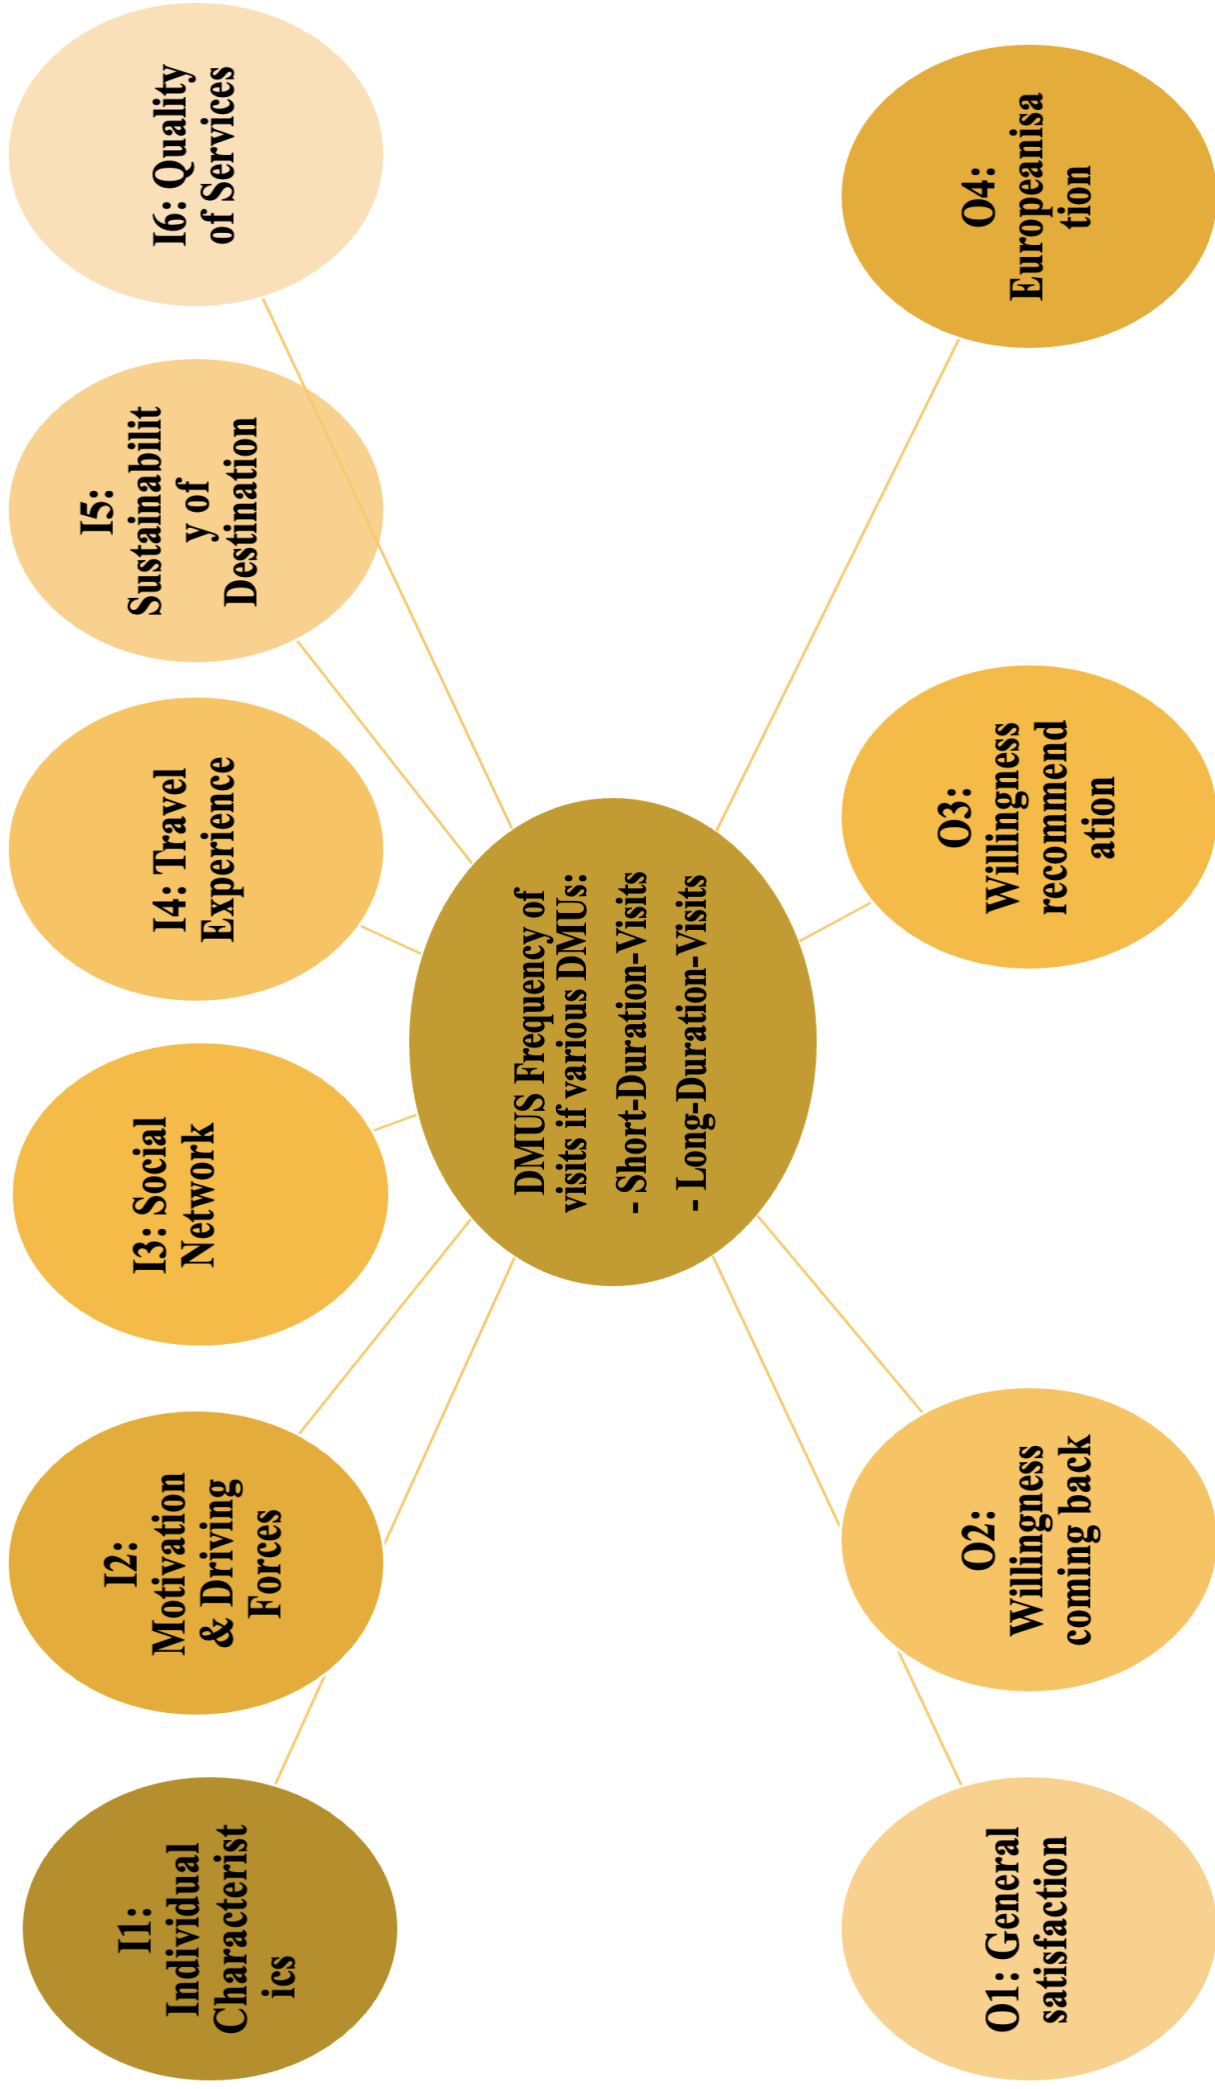 I1:
Individual
Characterist
ics
I2:
Motivation
& Driving
Forces
I3: Social
Network
I4: Travel
Experience
I5:
Sustainabilit
y of
Destination
I6: Quality
of Services
DMUS Frequency of
visits if various DMUs:
- Short-Duration-Visits
- Long-Duration-Visits
O1: General
satisfaction
O2:
Willingness
coming back
O3:
Willingness
recommend
ation
O4:
Europeanisa
tion